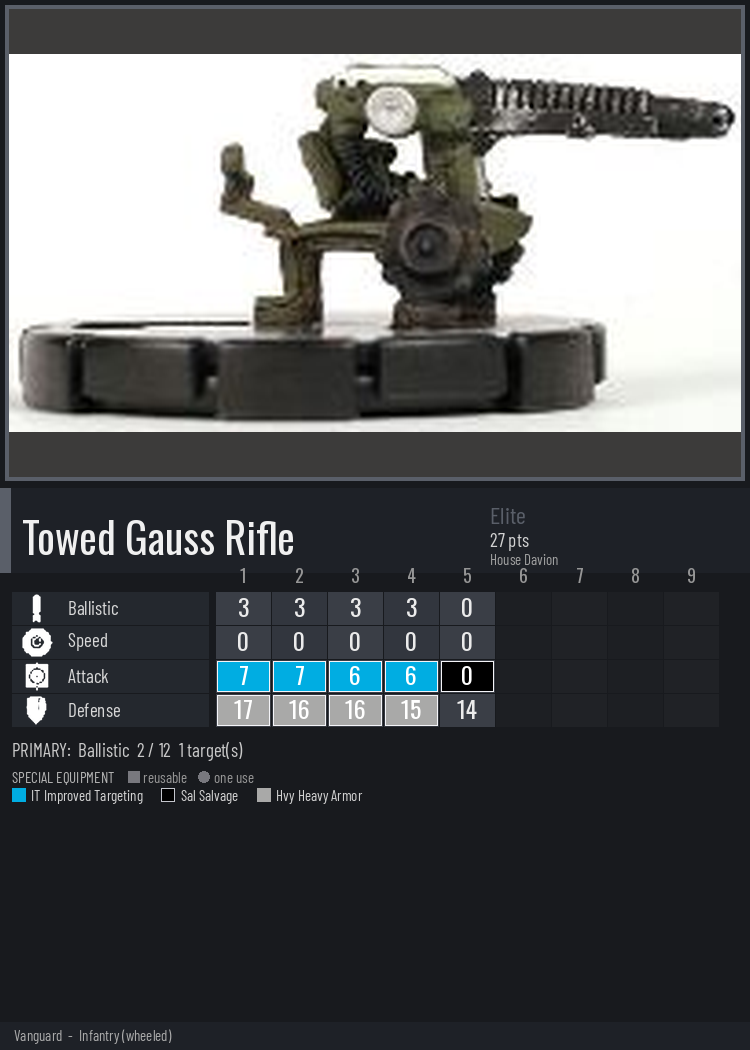 Towed Gauss Rifle
Elite
27 pts
House Davion
1 2 3 4 5 6 7 8 9
Ballistic 3 3 3 3 0
Speed 0 0 0 0 0
Attack 7 7 6 6 0
Defense 17 16 16 15 14
PRIMARY: Ballistic 2 / 12 1 target(s)
SPECIAL EQUIPMENT reusable one use
IT Improved Targeting Sal Salvage Hvy Heavy Armor
Vanguard - Infantry (wheeled)